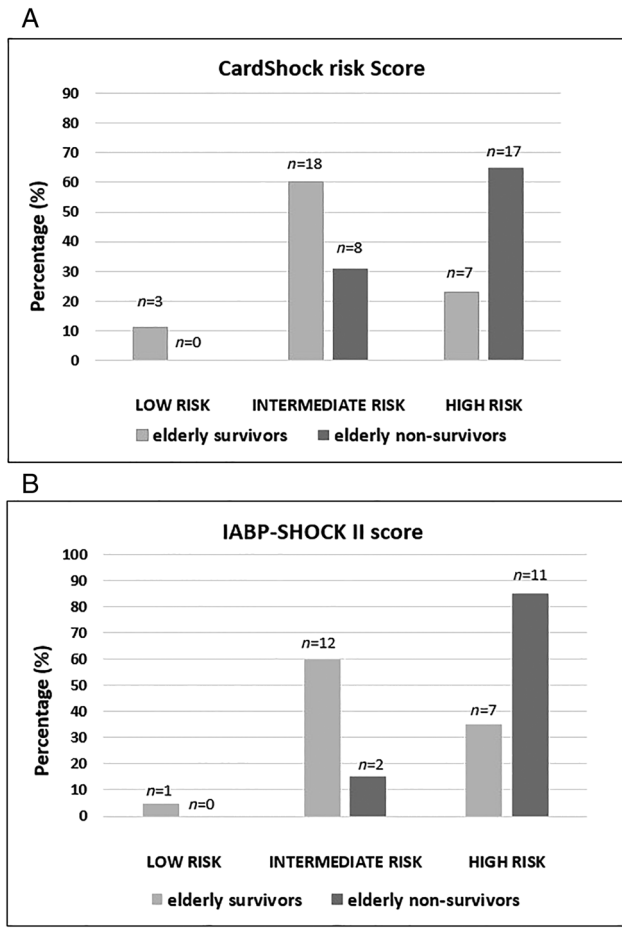 A
CardShock risk Score
Percentage (%)
90
80
70
60
50
40
30
20
10
0
n=3
n=0
n=18
n=8
n=7
n=17
LOW RISK INTERMEDIATE RISK HIGH RISK
elderly survivors elderly non-survivors
B
IABP-SHOCK II score
Percentage (%)
100
90
80
70
60
50
40
30
20
10
0
n=1
n=0
n=12
n=2
n=7
n=11
LOW RISK INTERMEDIATE RISK HIGH RISK
elderly survivors elderly non-survivors